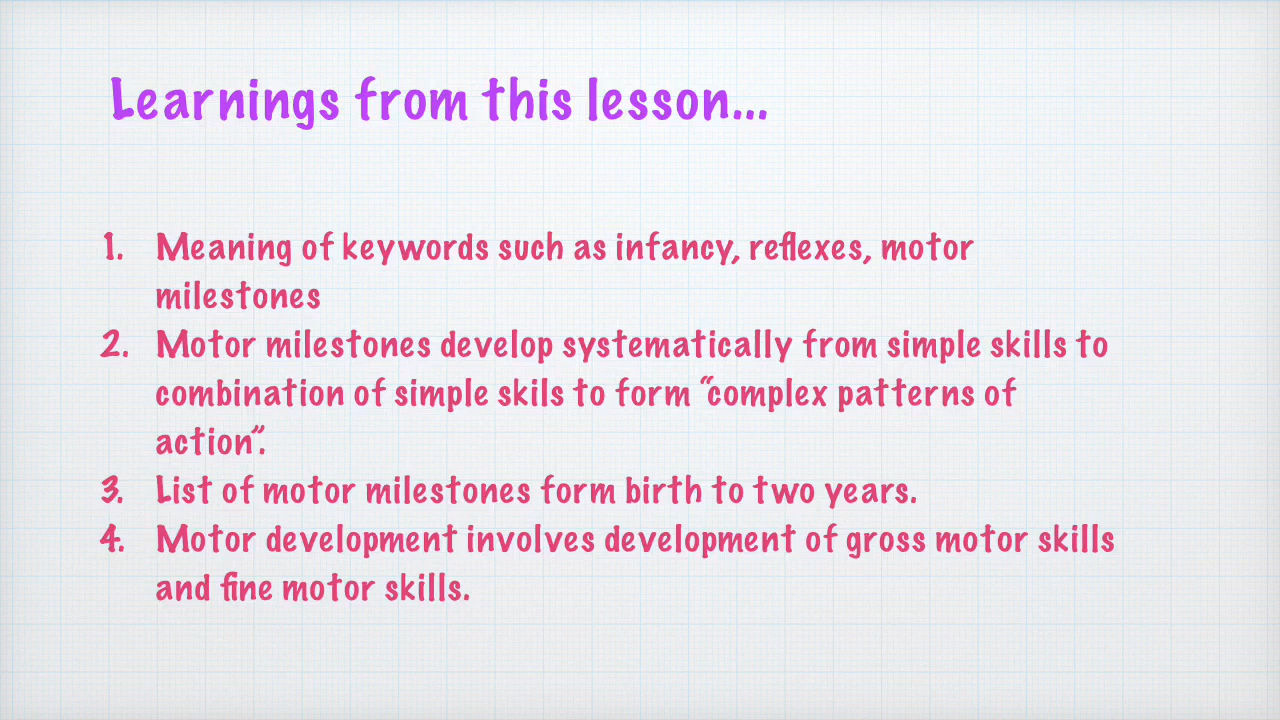 Learnings from this lesson...
1. Meaning of keywords such as infancy, reflexes, motor
milestones
2. Motor milestones develop systematically from simple skills to
combination of simple skils to form “complex patterns of
action”.
3. List of motor milestones form birth to two years.
4. Motor development involves development of gross motor skills
and fine motor skills.